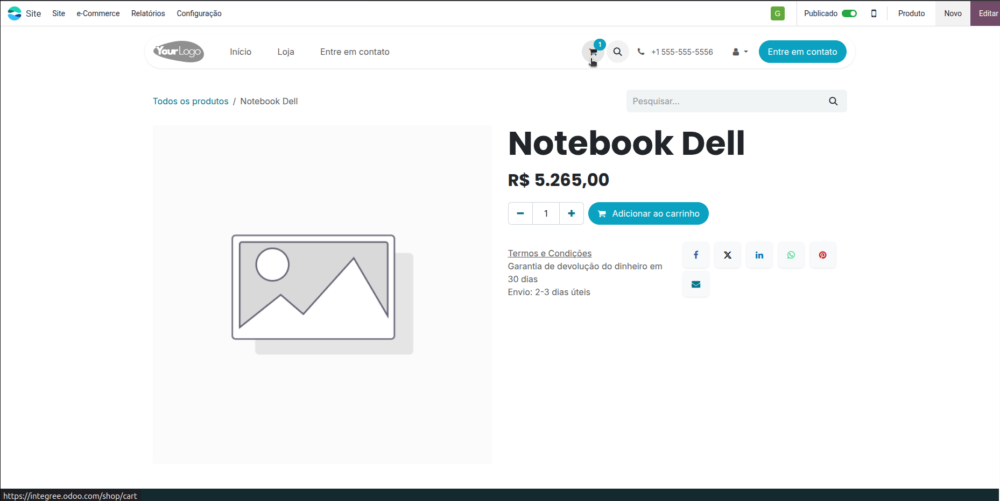 Site Site e-Commerce Relatórios Configuração G Publicado Produto Novo Editar
YourLogo Início Loja Entre em contato 1 +1 555-555-5556 Entre em contato
Todos os produtos / Notebook Dell Pesquisar...
Notebook Dell
R$ 5.265,00
1 Adicionar ao carrinho
Termos e Condições
Garantia de devolução do dinheiro em
30 dias
Envio: 2-3 dias úteis
https://integree.odoo.com/shop/cart